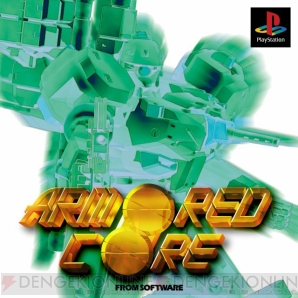 PlayStation
ARMORED
CORE
FROM SOFTWARE
DENGEKIONLINE